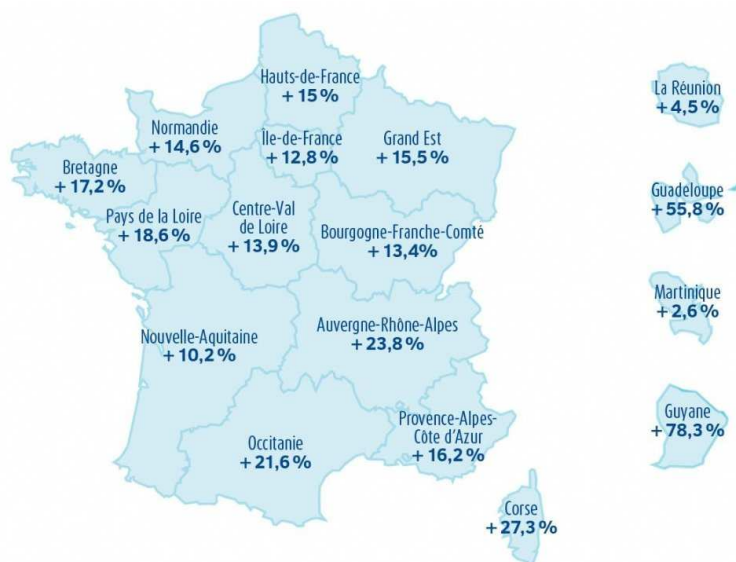 Hauts-de-France
+ 15 %
Normandie
+ 14,6 %
Île-de-France
+ 12,8 %
Grand Est
+ 15,5 %
Bretagne
+ 17,2 %
Pays de la Loire
+ 18,6 %
Centre-Val
de Loire
+ 13,9 %
Bourgogne-Franche-Comté
+ 13,4%
Nouvelle-Aquitaine
+ 10,2 %
Auvergne-Rhône-Alpes
+ 23,8 %
Occitanie
+ 21,6 %
Provence-Alpes-
Côte d'Azur
+ 16,2 %
Corse
+ 27,3 %
La Réunion
+ 4,5 %
Guadeloupe
+ 55,8 %
Martinique
+ 2,6 %
Guyane
+ 78,3 %